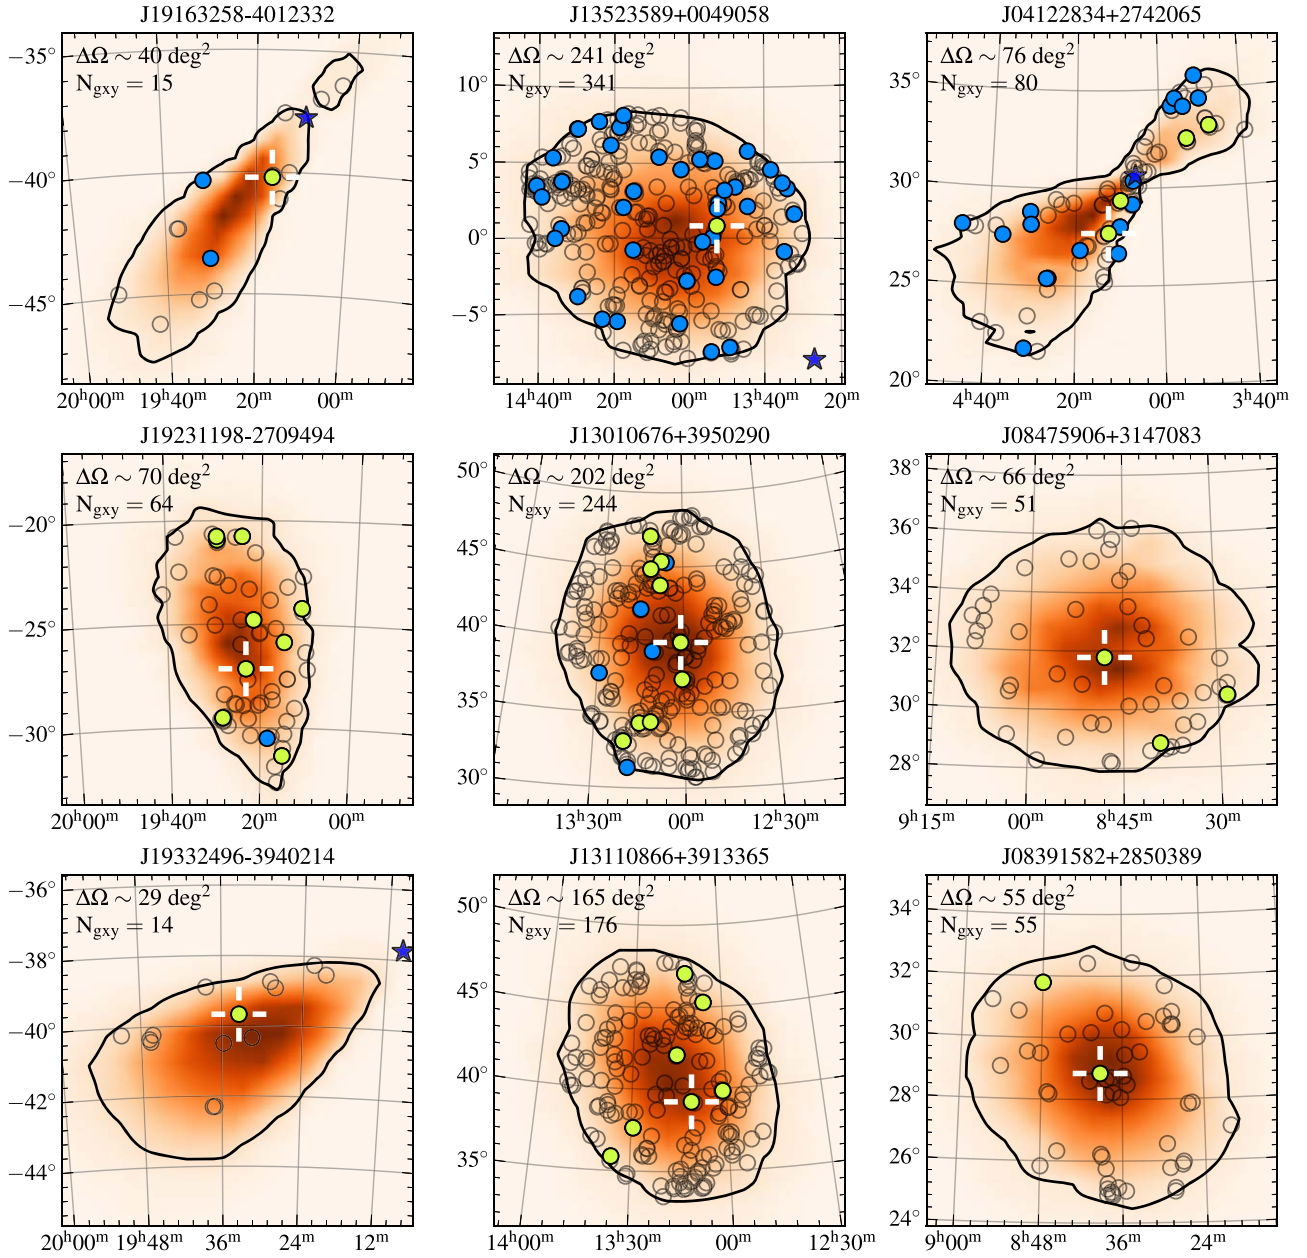 J19163258-4012332
ΔΩ ~ 40 deg²
N_gxy = 15
−35°
−40°
−45°
20ʰ00ᵐ 19ʰ40ᵐ 20ᵐ 00ᵐ
J13523589+0049058
ΔΩ ~ 241 deg²
N_gxy = 341
10°
5°
0°
−5°
14ʰ40ᵐ 20ᵐ 00ᵐ 13ʰ40ᵐ 20ᵐ
J04122834+2742065
ΔΩ ~ 76 deg²
N_gxy = 80
35°
30°
25°
20°
4ʰ40ᵐ 20ᵐ 00ᵐ 3ʰ40ᵐ
J19231198-2709494
ΔΩ ~ 70 deg²
N_gxy = 64
−20°
−25°
−30°
20ʰ00ᵐ 19ʰ40ᵐ 20ᵐ 00ᵐ
J13010676+3950290
ΔΩ ~ 202 deg²
N_gxy = 244
50°
45°
40°
35°
30°
13ʰ30ᵐ 00ᵐ 12ʰ30ᵐ
J08475906+3147083
ΔΩ ~ 66 deg²
N_gxy = 51
38°
36°
34°
32°
30°
28°
9ʰ15ᵐ 00ᵐ 8ʰ45ᵐ 30ᵐ
J19332496-3940214
ΔΩ ~ 29 deg²
N_gxy = 14
−36°
−38°
−40°
−42°
−44°
20ʰ00ᵐ 19ʰ48ᵐ 36ᵐ 24ᵐ 12ᵐ
J13110866+3913365
ΔΩ ~ 165 deg²
N_gxy = 176
50°
45°
40°
35°
14ʰ00ᵐ 13ʰ30ᵐ 00ᵐ 12ʰ30ᵐ
J08391582+2850389
ΔΩ ~ 55 deg²
N_gxy = 55
34°
32°
30°
28°
26°
24°
9ʰ00ᵐ 8ʰ48ᵐ 36ᵐ 24ᵐ